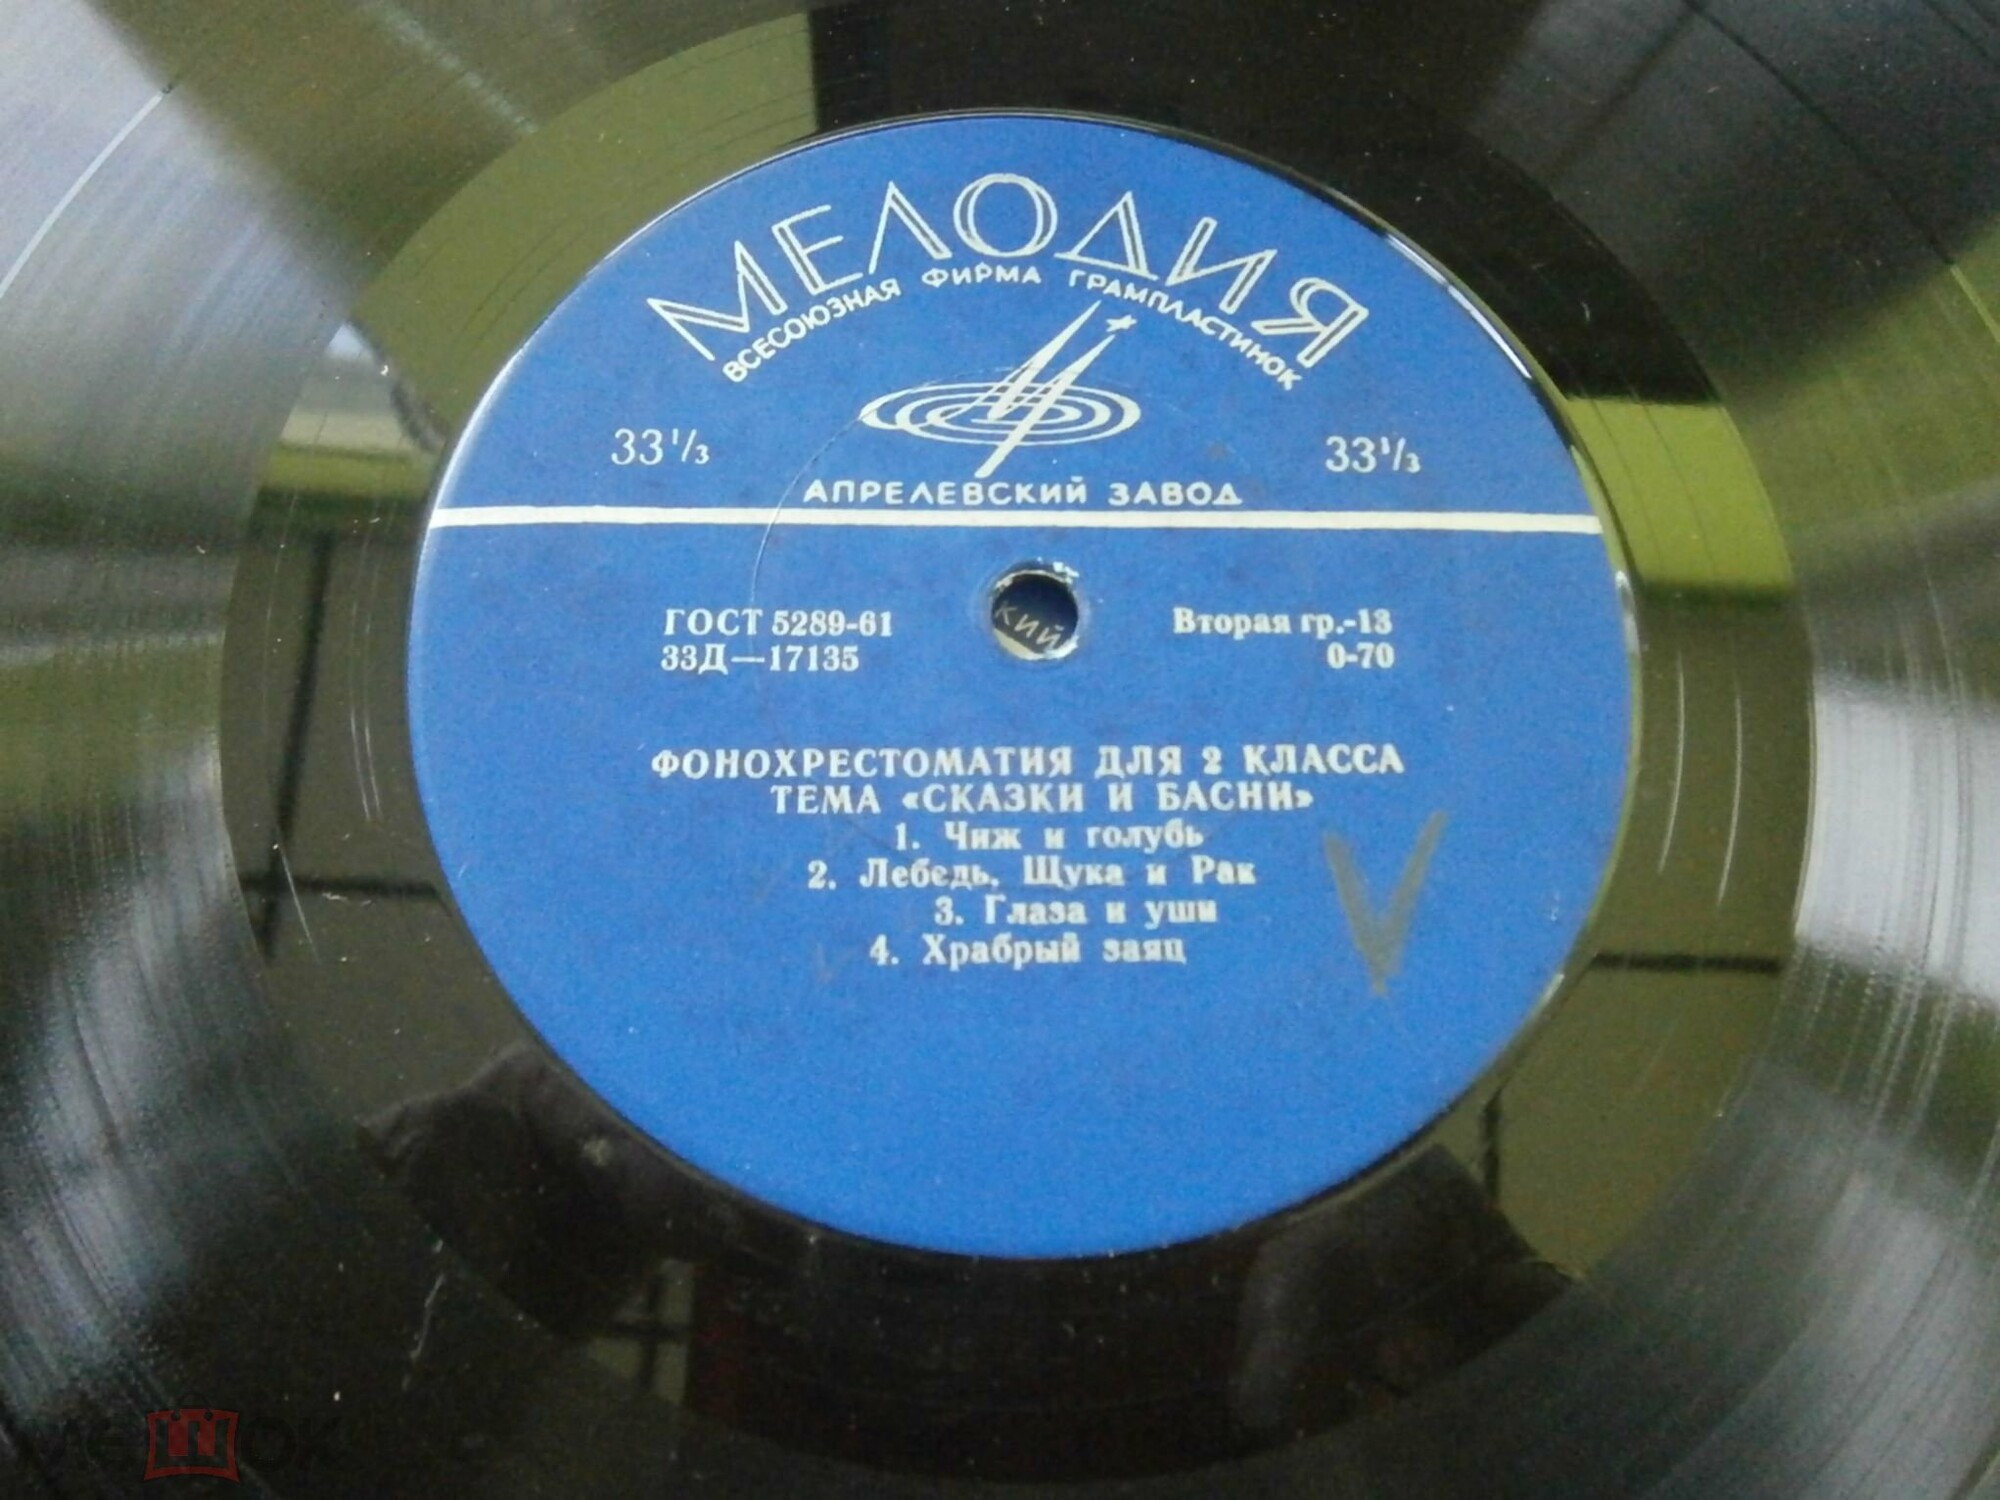 МЕЛОДИЯ
ВСЕСОЮЗНАЯ ФИРМА ГРАМПЛАСТИНОК
33⅓ 33⅓
АПРЕЛЕВСКИЙ ЗАВОД
ГОСТ 5289-61 Вторая гр.-13
33Д—17135 0-70
КИЙ
ФОНОХРЕСТОМАТИЯ ДЛЯ 2 КЛАССА
ТЕМА «СКАЗКИ И БАСНИ»
1. Чиж и голубь
2. Лебедь, Щука и Рак
3. Глаза и уши
4. Храбрый заяц
V
мешок